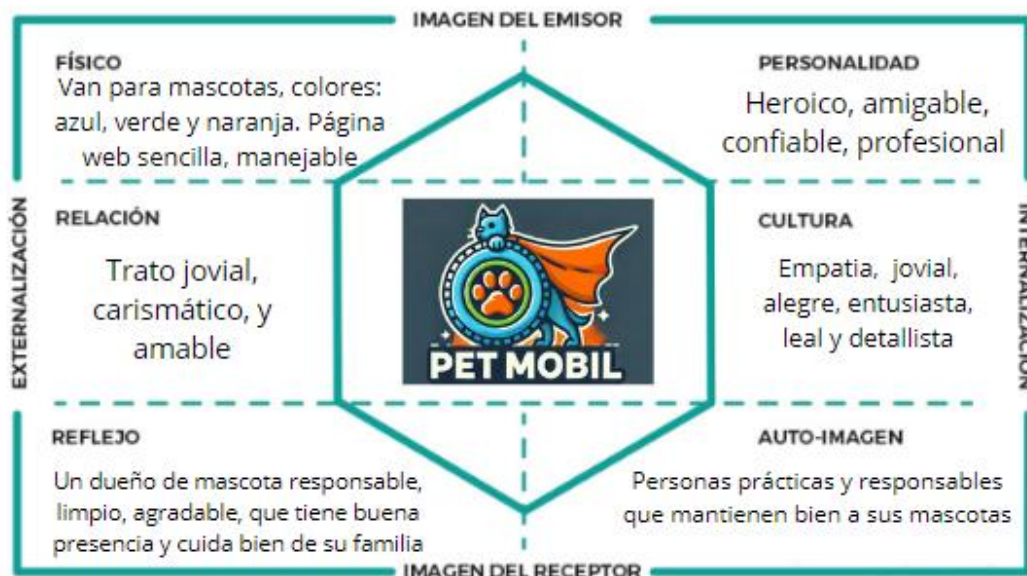 IMAGEN DEL EMISOR
FÍSICO
Van para mascotas, colores:
azul, verde y naranja. Página
web sencilla, manejable
PERSONALIDAD
Heroico, amigable,
confiable, profesional
EXTERNALIZACIÓN
RELACIÓN
Trato jovial,
carismático, y
amable
PET MOBIL
CULTURA
Empatia, jovial,
alegre, entusiasta,
leal y detallista
INTERNALIZACIÓN
REFLEJO
Un dueño de mascota responsable,
limpio, agradable, que tiene buena
presencia y cuida bien de su familia
AUTO-IMAGEN
Personas prácticas y responsables
que mantienen bien a sus mascotas
IMAGEN DEL RECEPTOR